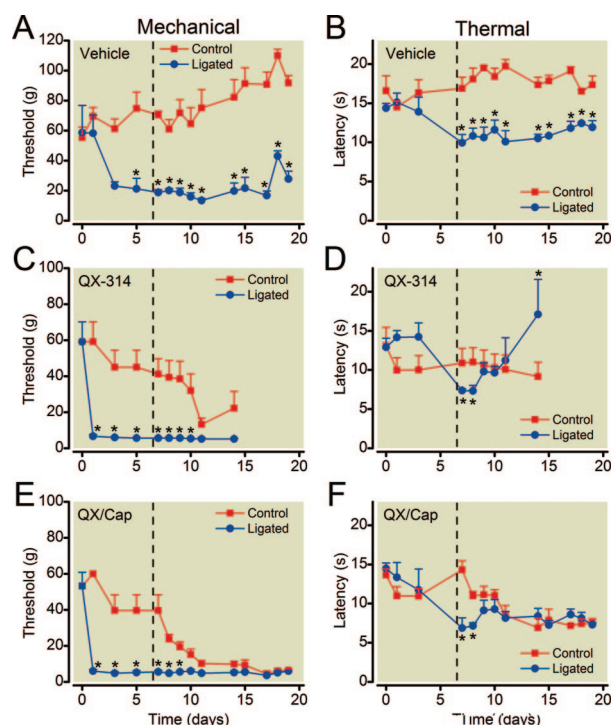 Mechanical
Thermal
A
Vehicle
Control
Ligated
Threshold (g)
120
100
80
60
40
20
0
0 5 10 15 20
B
Vehicle
Control
Ligated
Latency (s)
20
15
10
5
0
0 5 10 15 20
C
QX-314
Control
Ligated
Threshold (g)
100
80
60
40
20
0
0 5 10 15 20
D
QX-314
Control
Ligated
Latency (s)
20
15
10
5
0
0 5 10 15 20
E
QX/Cap
Control
Ligated
Threshold (g)
100
80
60
40
20
0
0 5 10 15 20
Time (days)
F
QX/Cap
Control
Ligated
Latency (s)
20
15
10
5
0
0 5 10 15 20
(days)